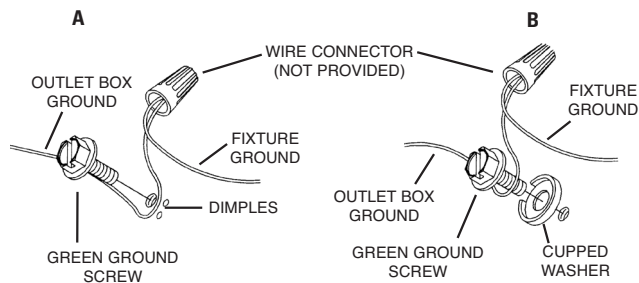 A
B
WIRE CONNECTOR
(NOT PROVIDED)
OUTLET BOX
GROUND
FIXTURE
GROUND
DIMPLES
GREEN GROUND
SCREW
FIXTURE
GROUND
OUTLET BOX
GROUND
GREEN GROUND
SCREW
CUPPED
WASHER